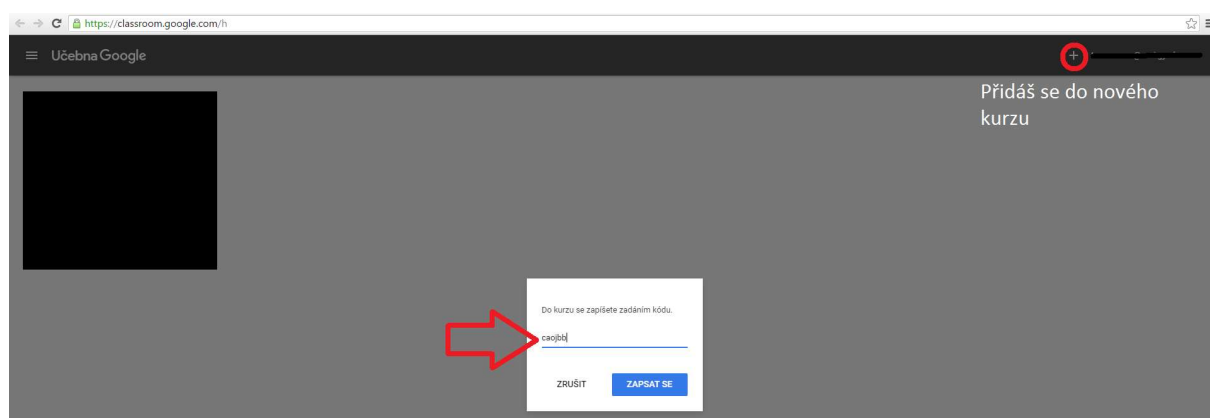 https://classroom.google.com/h
Učebna Google
Přidáš se do nového
kurzu
Do kurzu se zapíšete zadáním kódu.
caojbb
ZRUŠIT ZAPSAT SE